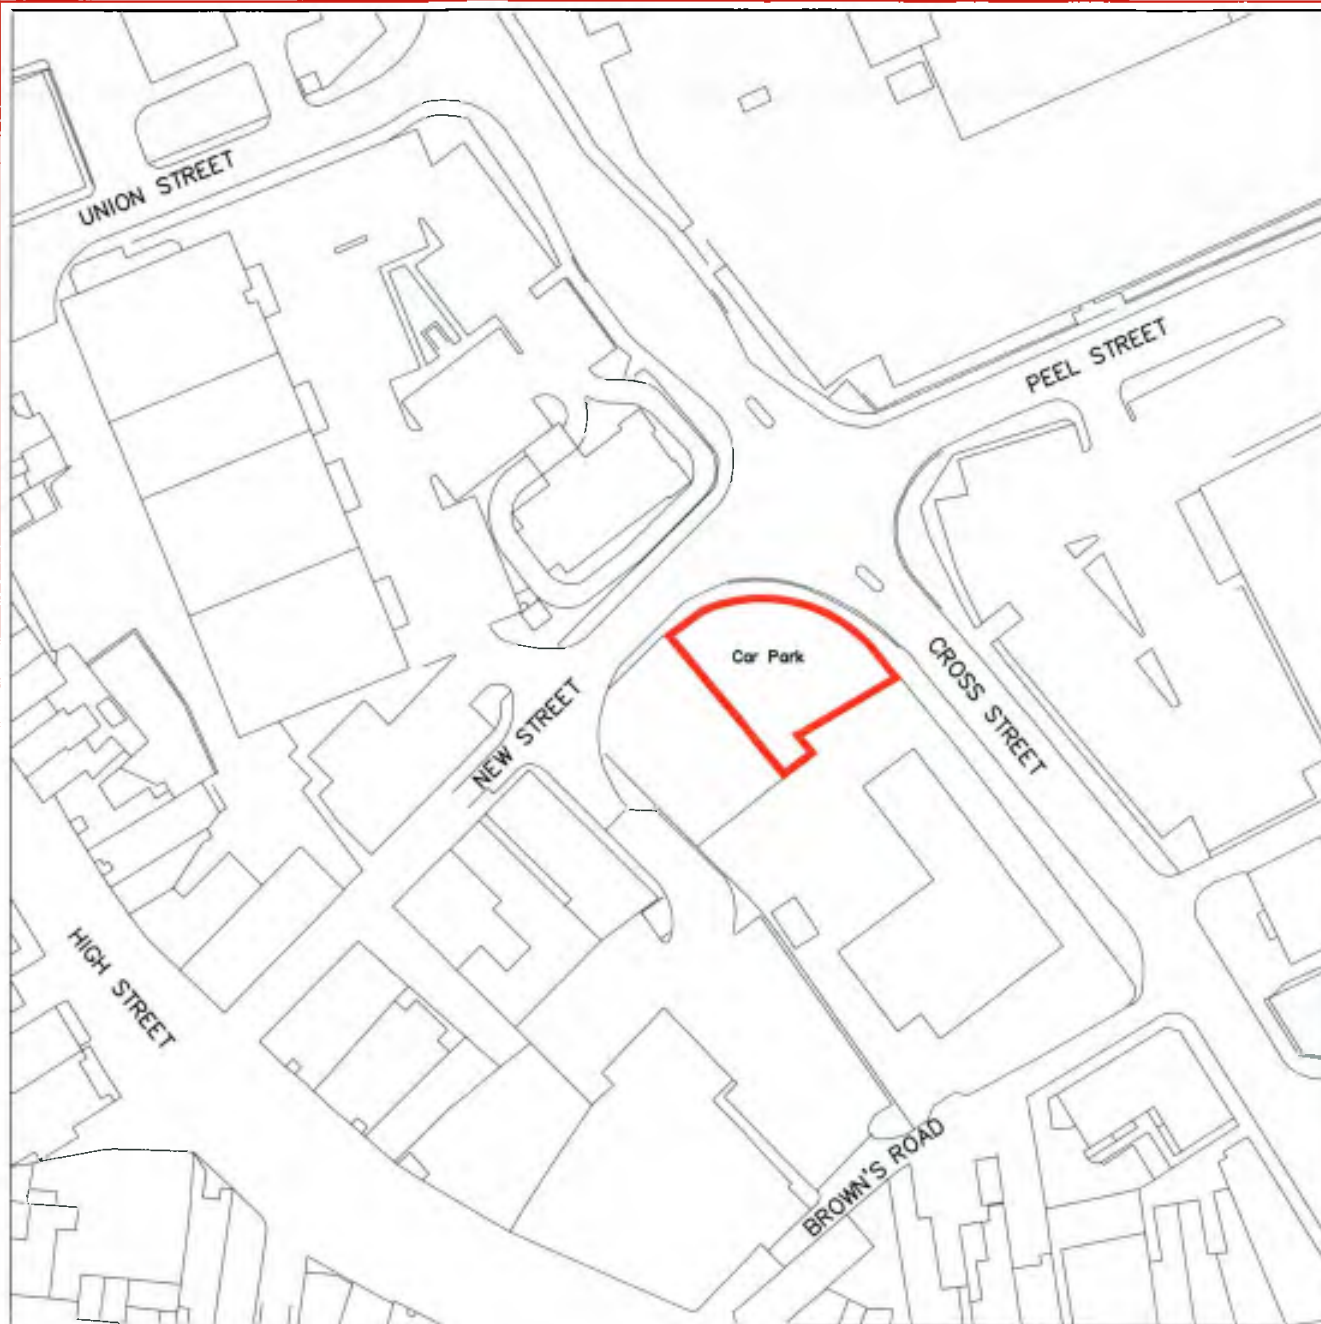 UNION STREET
PEEL STREET
Car Park
CROSS STREET
NEW STREET
HIGH STREET
BROWN'S ROAD